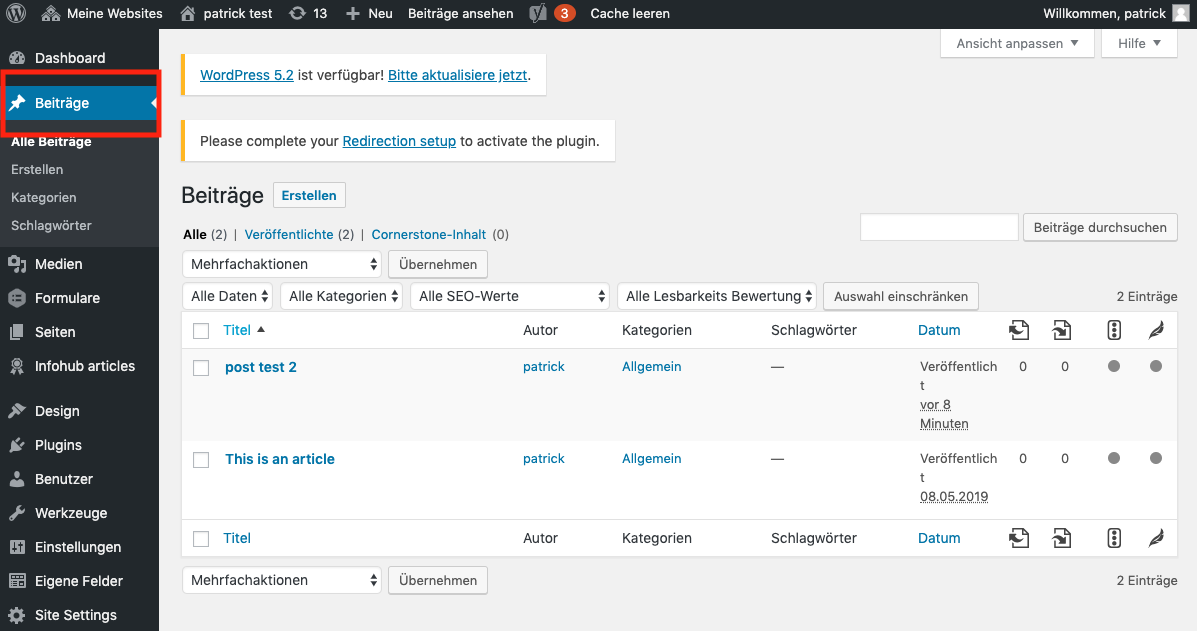 Meine Websites patrick test 13 Neu Beiträge ansehen 3 Cache leeren Willkommen, patrick
Dashboard
Beiträge
Alle Beiträge
Erstellen
Kategorien
Schlagwörter
Medien
Formulare
Seiten
Infohub articles
Design
Plugins
Benutzer
Werkzeuge
Einstellungen
Eigene Felder
Site Settings
Ansicht anpassen Hilfe
WordPress 5.2 ist verfügbar! Bitte aktualisiere jetzt.
Please complete your Redirection setup to activate the plugin.
Beiträge Erstellen
Alle (2) | Veröffentlichte (2) | Cornerstone-Inhalt (0)
Beiträge durchsuchen
Mehrfachaktionen Übernehmen
Alle Daten Alle Kategorien Alle SEO-Werte Alle Lesbarkeits Bewertung Auswahl einschränken 2 Einträge
Titel Autor Kategorien Schlagwörter Datum
post test 2 patrick Allgemein — Veröffentlich 0 0
t
vor 8
Minuten
This is an article patrick Allgemein — Veröffentlich 0 0
t
08.05.2019
Titel Autor Kategorien Schlagwörter Datum
Mehrfachaktionen Übernehmen 2 Einträge